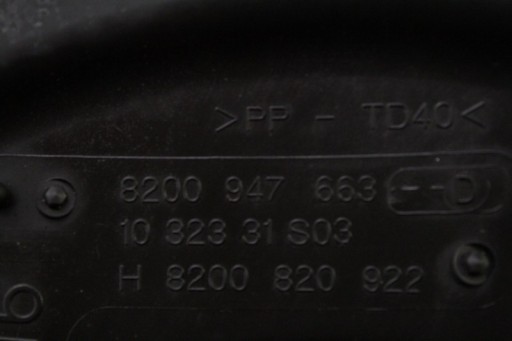 >PP - TD40<
8200 947 663 --D
10 323 31 S03
H 8200 820 922